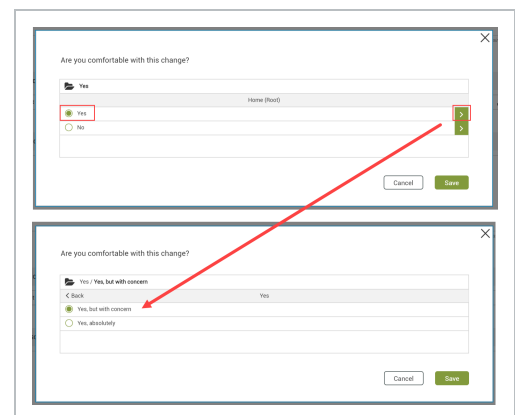 Are you comfortable with this change?
Yes
Home (Root)
Yes
No
Cancel
Save
Are you comfortable with this change?
Yes / Yes, but with concern
Back
Yes
Yes, but with concern
Yes, absolutely
Cancel
Save